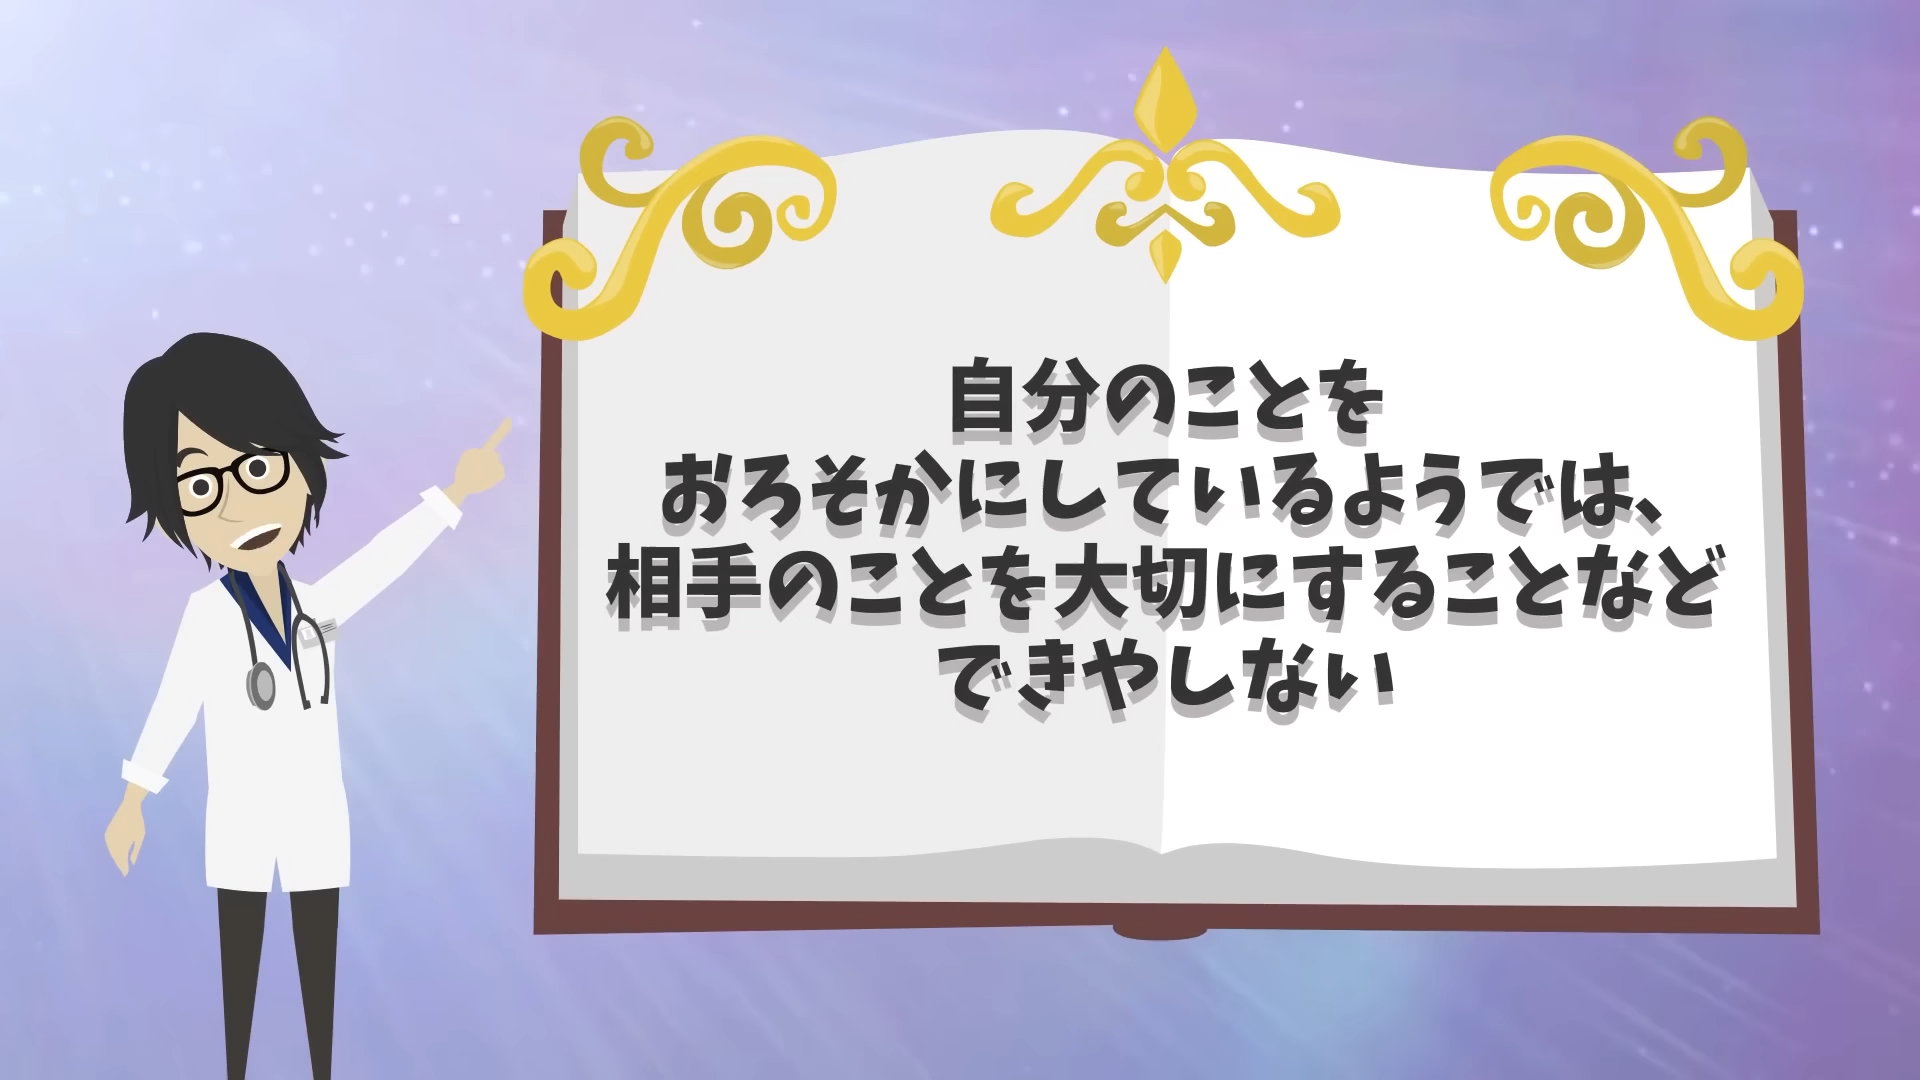 自分のことを
おろそかにしているようでは、
相手のことを大切にすることなど
できやしない